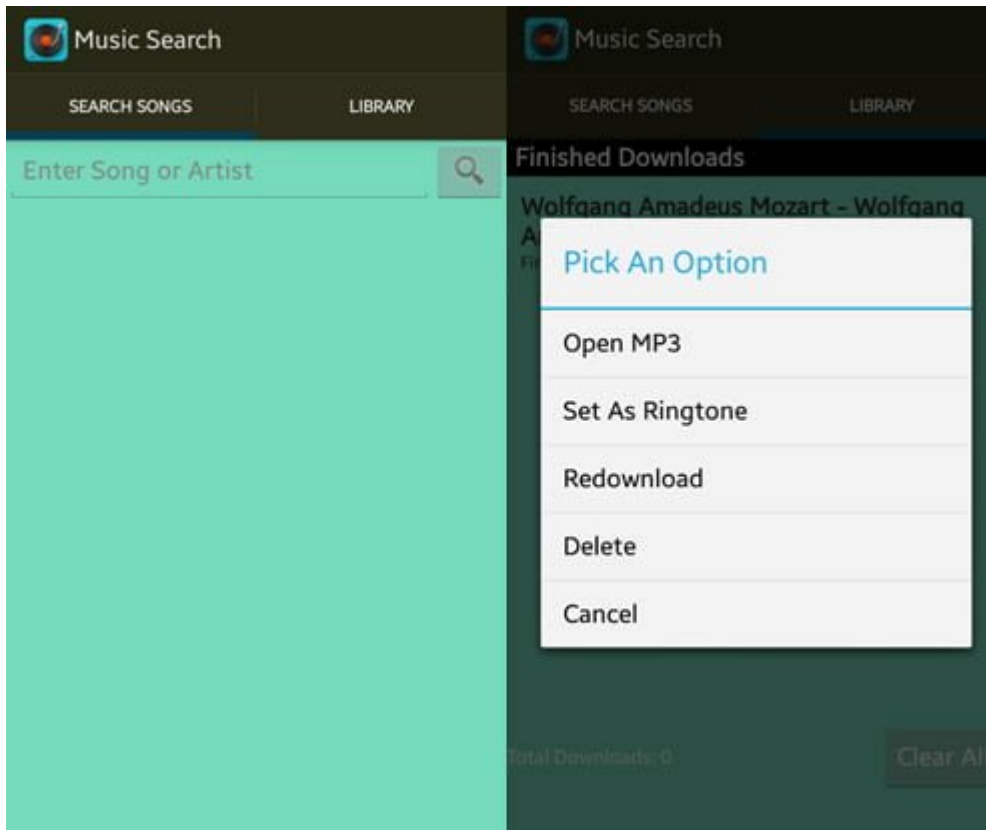 Music Search
SEARCH SONGS LIBRARY
Enter Song or Artist
Music Search
SEARCH SONGS LIBRARY
Finished Downloads
Wolfgang Amadeus Mozart - Wolfgang
Pick An Option
Open MP3
Set As Ringtone
Redownload
Delete
Cancel
Total Downloads: 0
Clear All